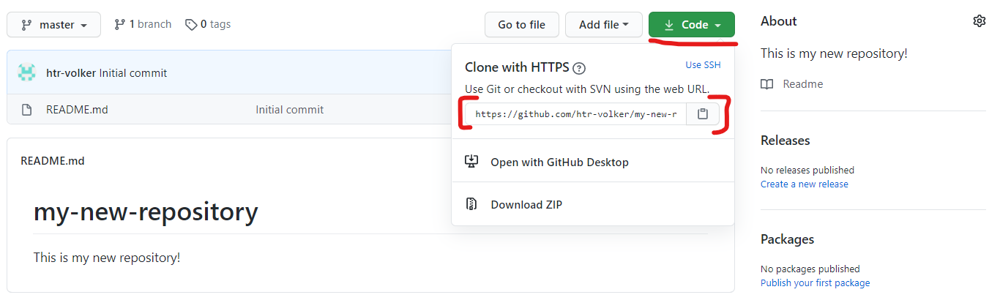 master
1 branch
0 tags
Go to file
Add file
Code
htr-volker Initial commit
README.md
Initial commit
Clone with HTTPS ?
Use SSH
Use Git or checkout with SVN using the web URL.
https://github.com/htr-volker/my-new-r
Open with GitHub Desktop
Download ZIP
README.md
my-new-repository
This is my new repository!
About
This is my new repository!
Readme
Releases
No releases published
Create a new release
Packages
No packages published
Publish your first package